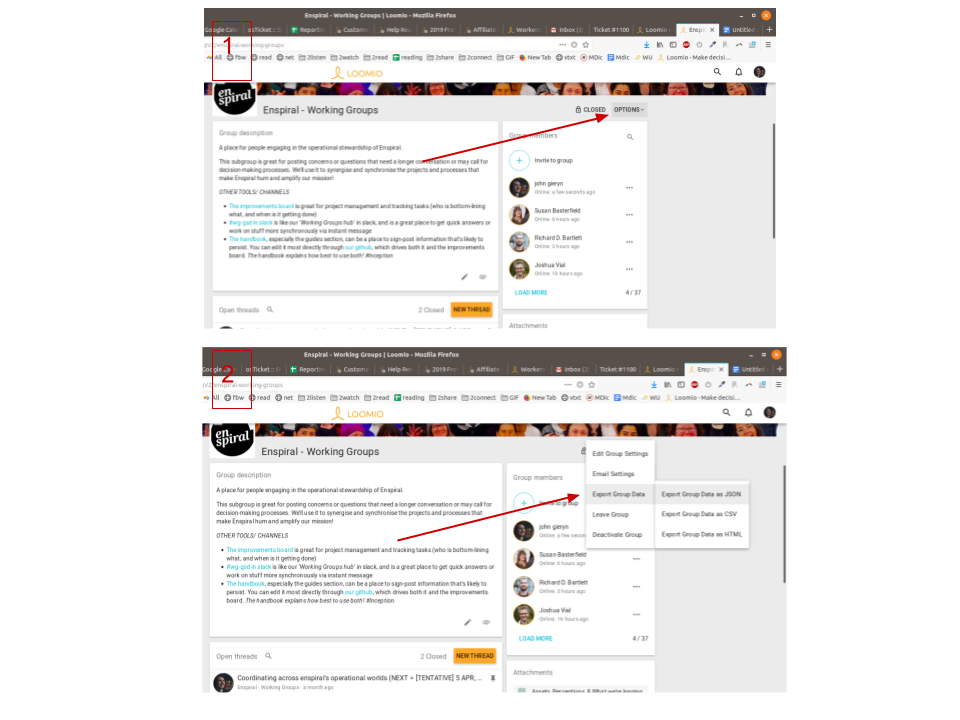 1
Enspiral - Working Groups | Loomio - Mozilla Firefox
Google Cale osTicket :: S Reportin Custome Help Res 2019 Fro Affiliate Workers Inbox (3 Ticket #1100 Loomio Enspi Untitled
/enspiral-working-groups
All fbw read net 2listen 2watch 2read reading 2share 2connect GIF New Tab vtxt MDic Mdic WU Loomio - Make decisi...
LOOMIO
en spiral
Enspiral - Working Groups
CLOSED OPTIONS
Group description
A place for people engaging in the operational stewardship of Enspiral.
This subgroup is great for posting concerns or questions that need a longer conversation or may call for
decision-making processes. We'll use it to synergise and synchronise the projects and processes that
make Enspiral hum and amplify our mission!
OTHER TOOLS/ CHANNELS
The improvements board is great for project management and tracking tasks (who is bottom-lining
what, and when is it getting done)
#wg-gsd in slack is like our 'Working Groups hub' in slack, and is a great place to get quick answers or
work on stuff more synchronously via instant message
The handbook, especially the guides section, can be a place to sign-post information that's likely to
persist. You can edit it most directly through our github, which drives both it and the improvements
board. The handbook explains how best to use both! #Inception
Group members
Invite to group
john gieryn
Online: a few seconds ago
Susan Basterfield
Online: 6 hours ago
Richard D. Bartlett
Online: 3 hours ago
Joshua Vial
Online: 16 hours ago
LOAD MORE 4 / 37
Open threads 2 Closed NEW THREAD
Attachments
2
Enspiral - Working Groups | Loomio - Mozilla Firefox
osTicket :: S Reportin Custome Help Res 2019 Fro Affiliate Workers Inbox (3 Ticket #1100 Loomio Enspi Untitled
/enspiral-working-groups
All fbw read net 2listen 2watch 2read reading 2share 2connect GIF New Tab vtxt MDic Mdic WU Loomio - Make decisi...
LOOMIO
en spiral
Enspiral - Working Groups
Edit Group Settings
Email Settings
Export Group Data
Leave Group
Deactivate Group
Export Group Data as JSON
Export Group Data as CSV
Export Group Data as HTML
Group description
A place for people engaging in the operational stewardship of Enspiral.
This subgroup is great for posting concerns or questions that need a longer conversation or may call for
decision-making processes. We'll use it to synergise and synchronise the projects and processes that
make Enspiral hum and amplify our mission!
OTHER TOOLS/ CHANNELS
The improvements board is great for project management and tracking tasks (who is bottom-lining
what, and when is it getting done)
#wg-gsd in slack is like our 'Working Groups hub' in slack, and is a great place to get quick answers or
work on stuff more synchronously via instant message
The handbook, especially the guides section, can be a place to sign-post information that's likely to
persist. You can edit it most directly through our github, which drives both it and the improvements
board. The handbook explains how best to use both! #Inception
Group members
Invite to group
john gieryn
Online: a few secon
Susan Basterfield
Online: 6 hours ago
Richard D. Bartlett
Online: 3 hours ago
Joshua Vial
Online: 16 hours ago
LOAD MORE 4 / 37
Open threads 2 Closed NEW THREAD
Coordinating across enspiral's operational worlds (NEXT = [TENTATIVE] 5 APR, ...
Enspiral - Working Groups · a month ago
Attachments
Assets, Perceptions & What we're longing